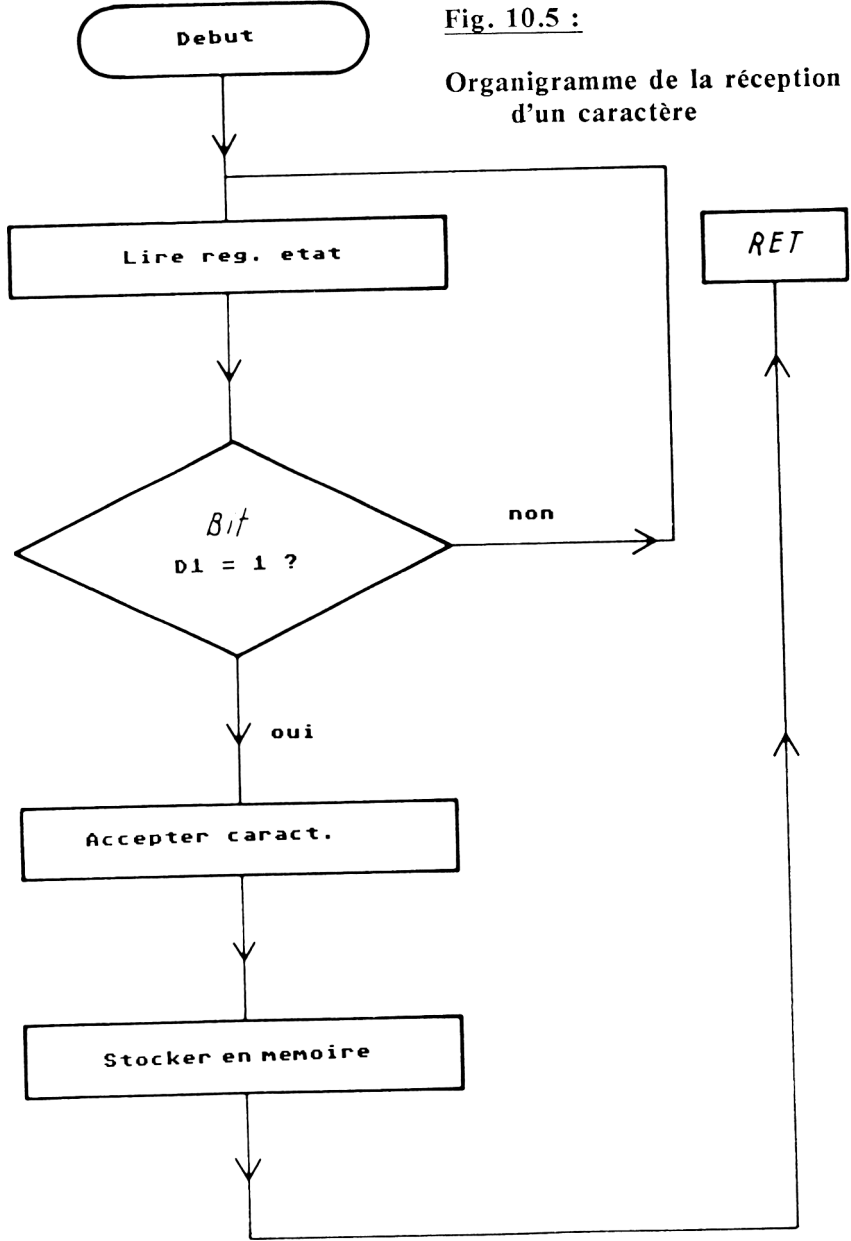 Debut
Fig. 10.5 :
Organigramme de la réception
d'un caractère
Lire reg. etat
RET
Bit
D1 = 1 ?
non
oui
Accepter caract.
Stocker en memoire